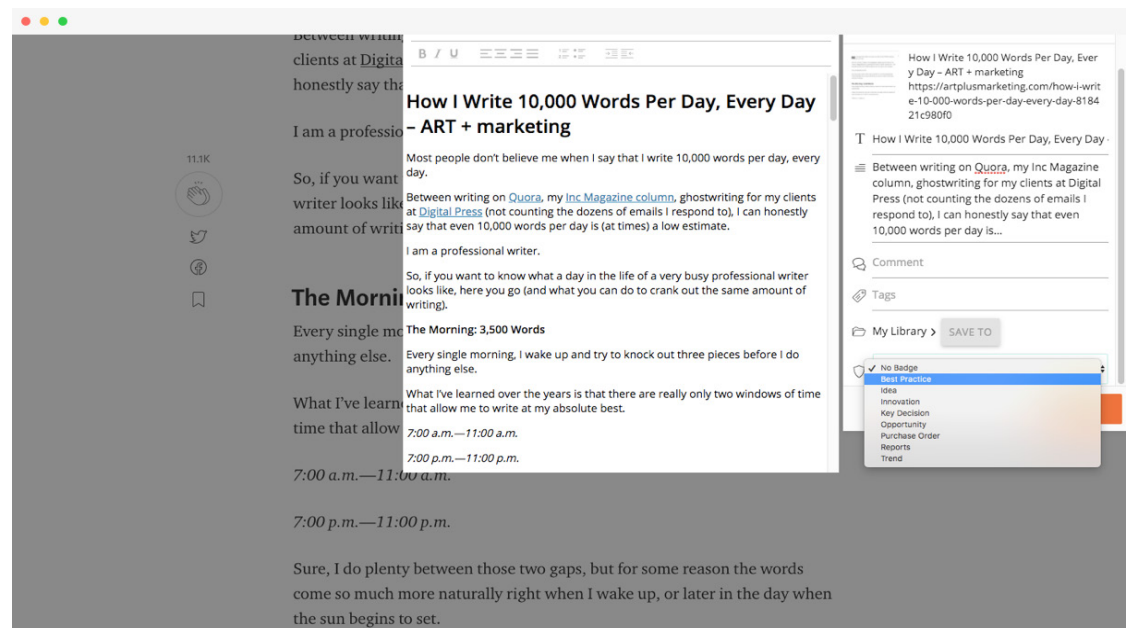 Between writing
clients at Digita
honestly say tha
I am a professio
11.1K
So, if you want
writer looks like
amount of writi
The Morni
Every single mo
anything else.
What I've learne
time that allow
7:00 a.m.—11:00 a.m.
7:00 p.m.—11:00 p.m.
Sure, I do plenty between those two gaps, but for some reason the words
come so much more naturally right when I wake up, or later in the day when
the sun begins to set.
B I U
How I Write 10,000 Words Per Day, Every Day
– ART + marketing
Most people don't believe me when I say that I write 10,000 words per day, every
day.
Between writing on Quora, my Inc Magazine column, ghostwriting for my clients
at Digital Press (not counting the dozens of emails I respond to), I can honestly
say that even 10,000 words per day is (at times) a low estimate.
I am a professional writer.
So, if you want to know what a day in the life of a very busy professional writer
looks like, here you go (and what you can do to crank out the same amount of
writing).
The Morning: 3,500 Words
Every single morning, I wake up and try to knock out three pieces before I do
anything else.
What I've learned over the years is that there are really only two windows of time
that allow me to write at my absolute best.
7:00 a.m.—11:00 a.m.
7:00 p.m.—11:00 p.m.
How I Write 10,000 Words Per Day, Ever
y Day – ART + marketing
https://artplusmarketing.com/how-i-writ
e-10-000-words-per-day-every-day-8184
21c980f0
T How I Write 10,000 Words Per Day, Every Day -
Between writing on Quora, my Inc Magazine
column, ghostwriting for my clients at Digital
Press (not counting the dozens of emails I
respond to), I can honestly say that even
10,000 words per day is...
Comment
Tags
My Library > SAVE TO
✓ No Badge
Best Practice
Idea
Innovation
Key Decision
Opportunity
Purchase Order
Reports
Trend